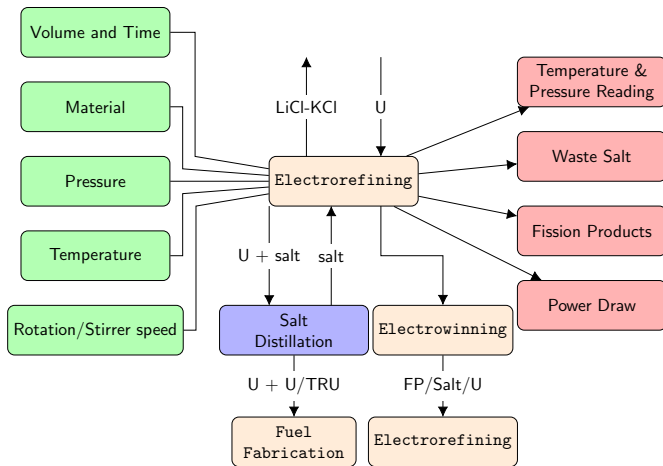 Volume and Time
Material
Pressure
Temperature
Rotation/Stirrer speed
LiCl-KCl
U
Electrorefining
U + salt
salt
Salt
Distillation
Electrowinning
U + U/TRU
FP/Salt/U
Fuel
Fabrication
Electrorefining
Temperature &
Pressure Reading
Waste Salt
Fission Products
Power Draw